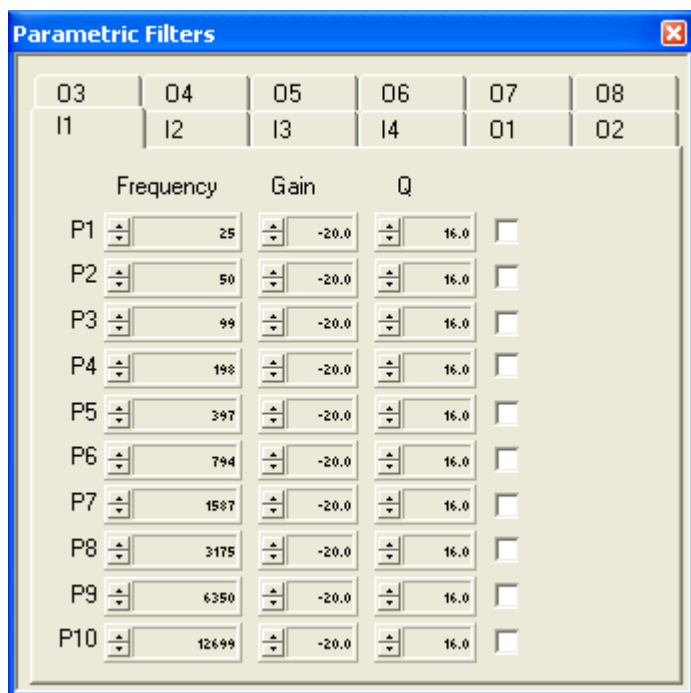 Parametric Filters
O3 O4 O5 O6 O7 O8
I1 I2 I3 I4 O1 O2
Frequency Gain Q
P1 25 -20.0 16.0
P2 50 -20.0 16.0
P3 99 -20.0 16.0
P4 198 -20.0 16.0
P5 397 -20.0 16.0
P6 794 -20.0 16.0
P7 1587 -20.0 16.0
P8 3175 -20.0 16.0
P9 6350 -20.0 16.0
P10 12699 -20.0 16.0